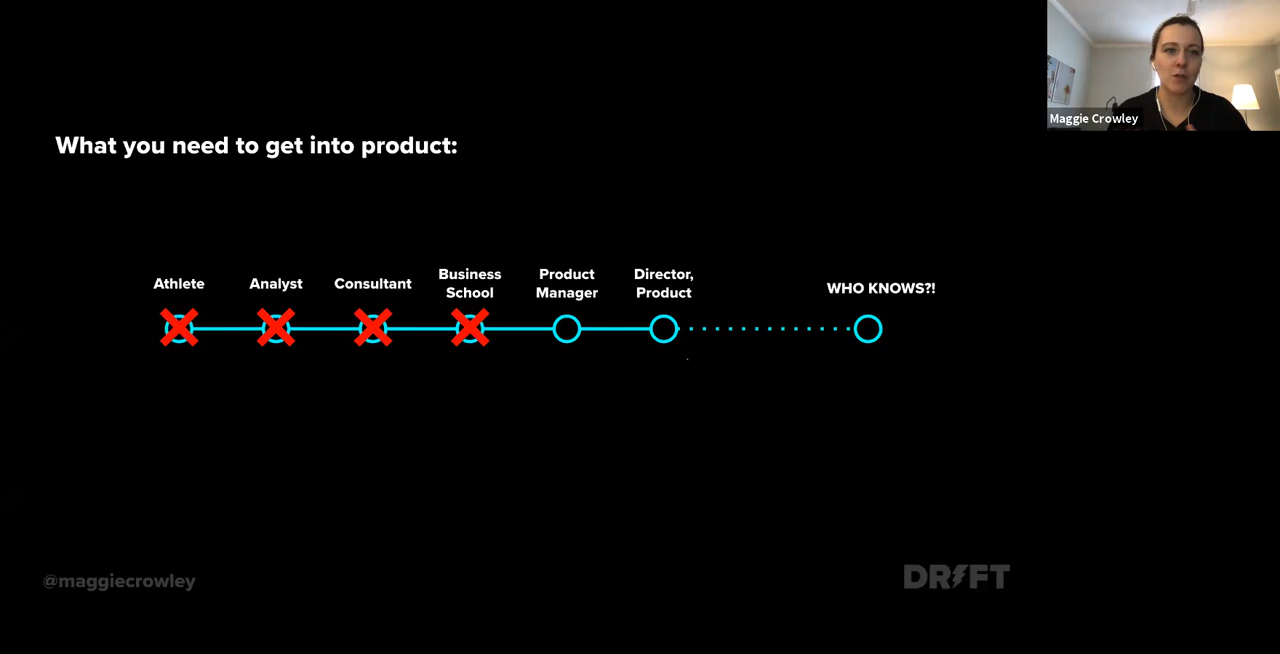 Maggie Crowley
What you need to get into product:
Athlete
Analyst
Consultant
Business
School
Product
Manager
Director,
Product
WHO KNOWS?!
@maggiecrowley
DRIFT